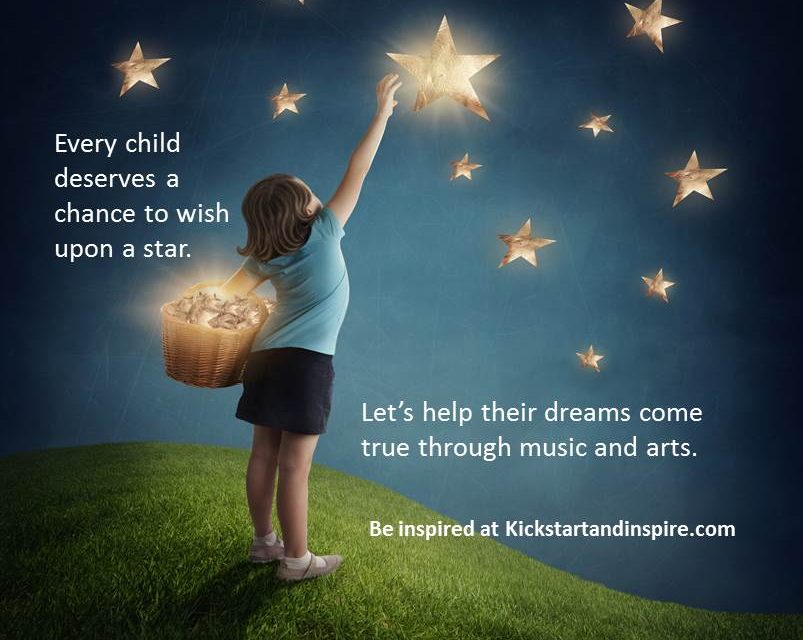 Every child
deserves a
chance to wish
upon a star.
Let’s help their dreams come
true through music and arts.
Be inspired at Kickstartandinspire.com